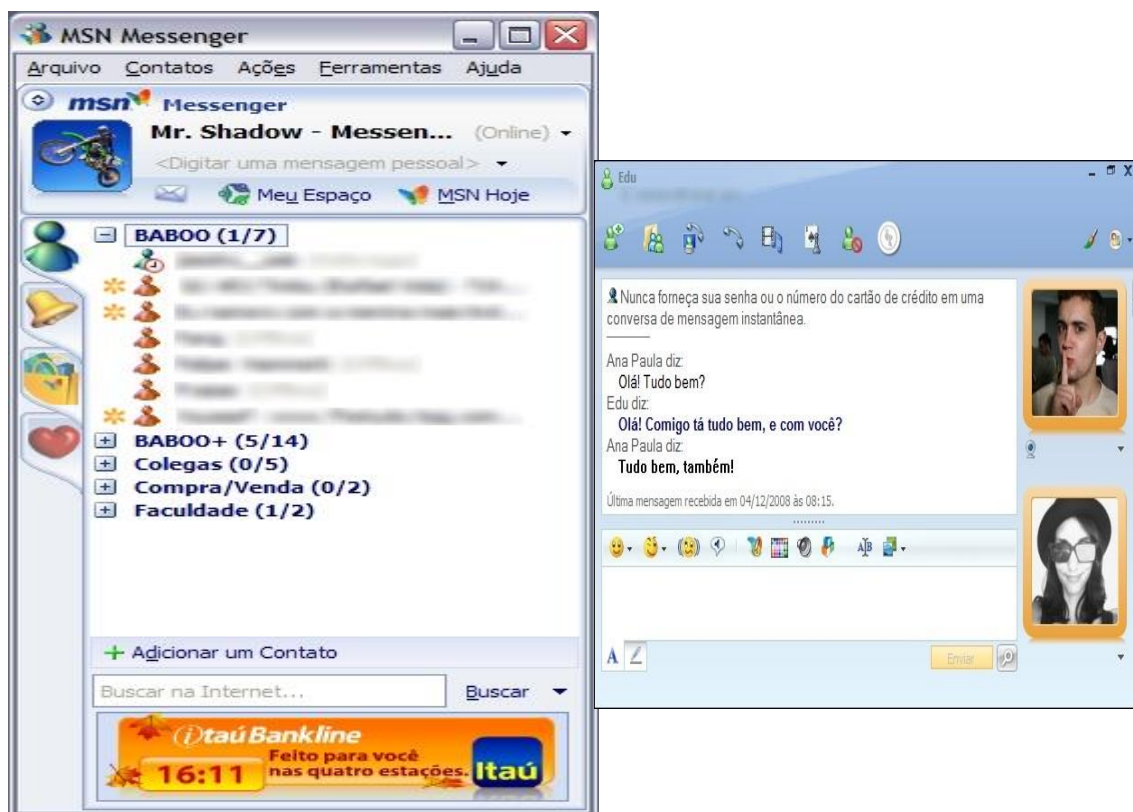 MSN Messenger
Arquivo Contatos Ações Ferramentas Ajuda
msn Messenger
Mr. Shadow - Messen... (Online)
<Digitar uma mensagem pessoal>
Meu Espaço MSN Hoje
BABOO (1/7)
BABOO+ (5/14)
Colegas (0/5)
Compra/Venda (0/2)
Faculdade (1/2)
Adicionar um Contato
Buscar na Internet... Buscar
itaú Bankline
Feito para você
nas quatro estações.
16:11
Itaú
Edu
Nunca forneça sua senha ou o número do cartão de crédito em uma
conversa de mensagem instantânea.
Ana Paula diz:
Olá! Tudo bem?
Edu diz:
Olá! Comigo tá tudo bem, e com você?
Ana Paula diz:
Tudo bem, também!
Última mensagem recebida em 04/12/2008 às 08:15.
A
Enviar